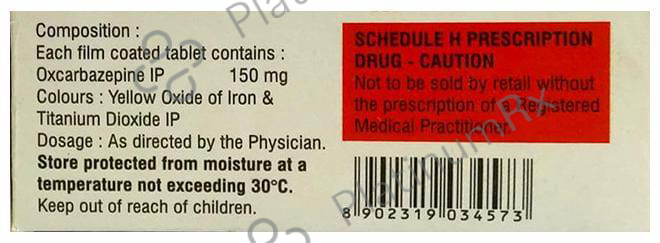 Composition :
Each film coated tablet contains :
Oxcarbazepine IP 150 mg
Colours : Yellow Oxide of Iron &
Titanium Dioxide IP
Dosage : As directed by the Physician.
Store protected from moisture at a
temperature not exceeding 30°C.
Keep out of reach of children.
SCHEDULE H PRESCRIPTION
DRUG - CAUTION
Not to be sold by retail without
the prescription of a Registered
Medical Practitioner
8 902319 034573
PlatinumRx